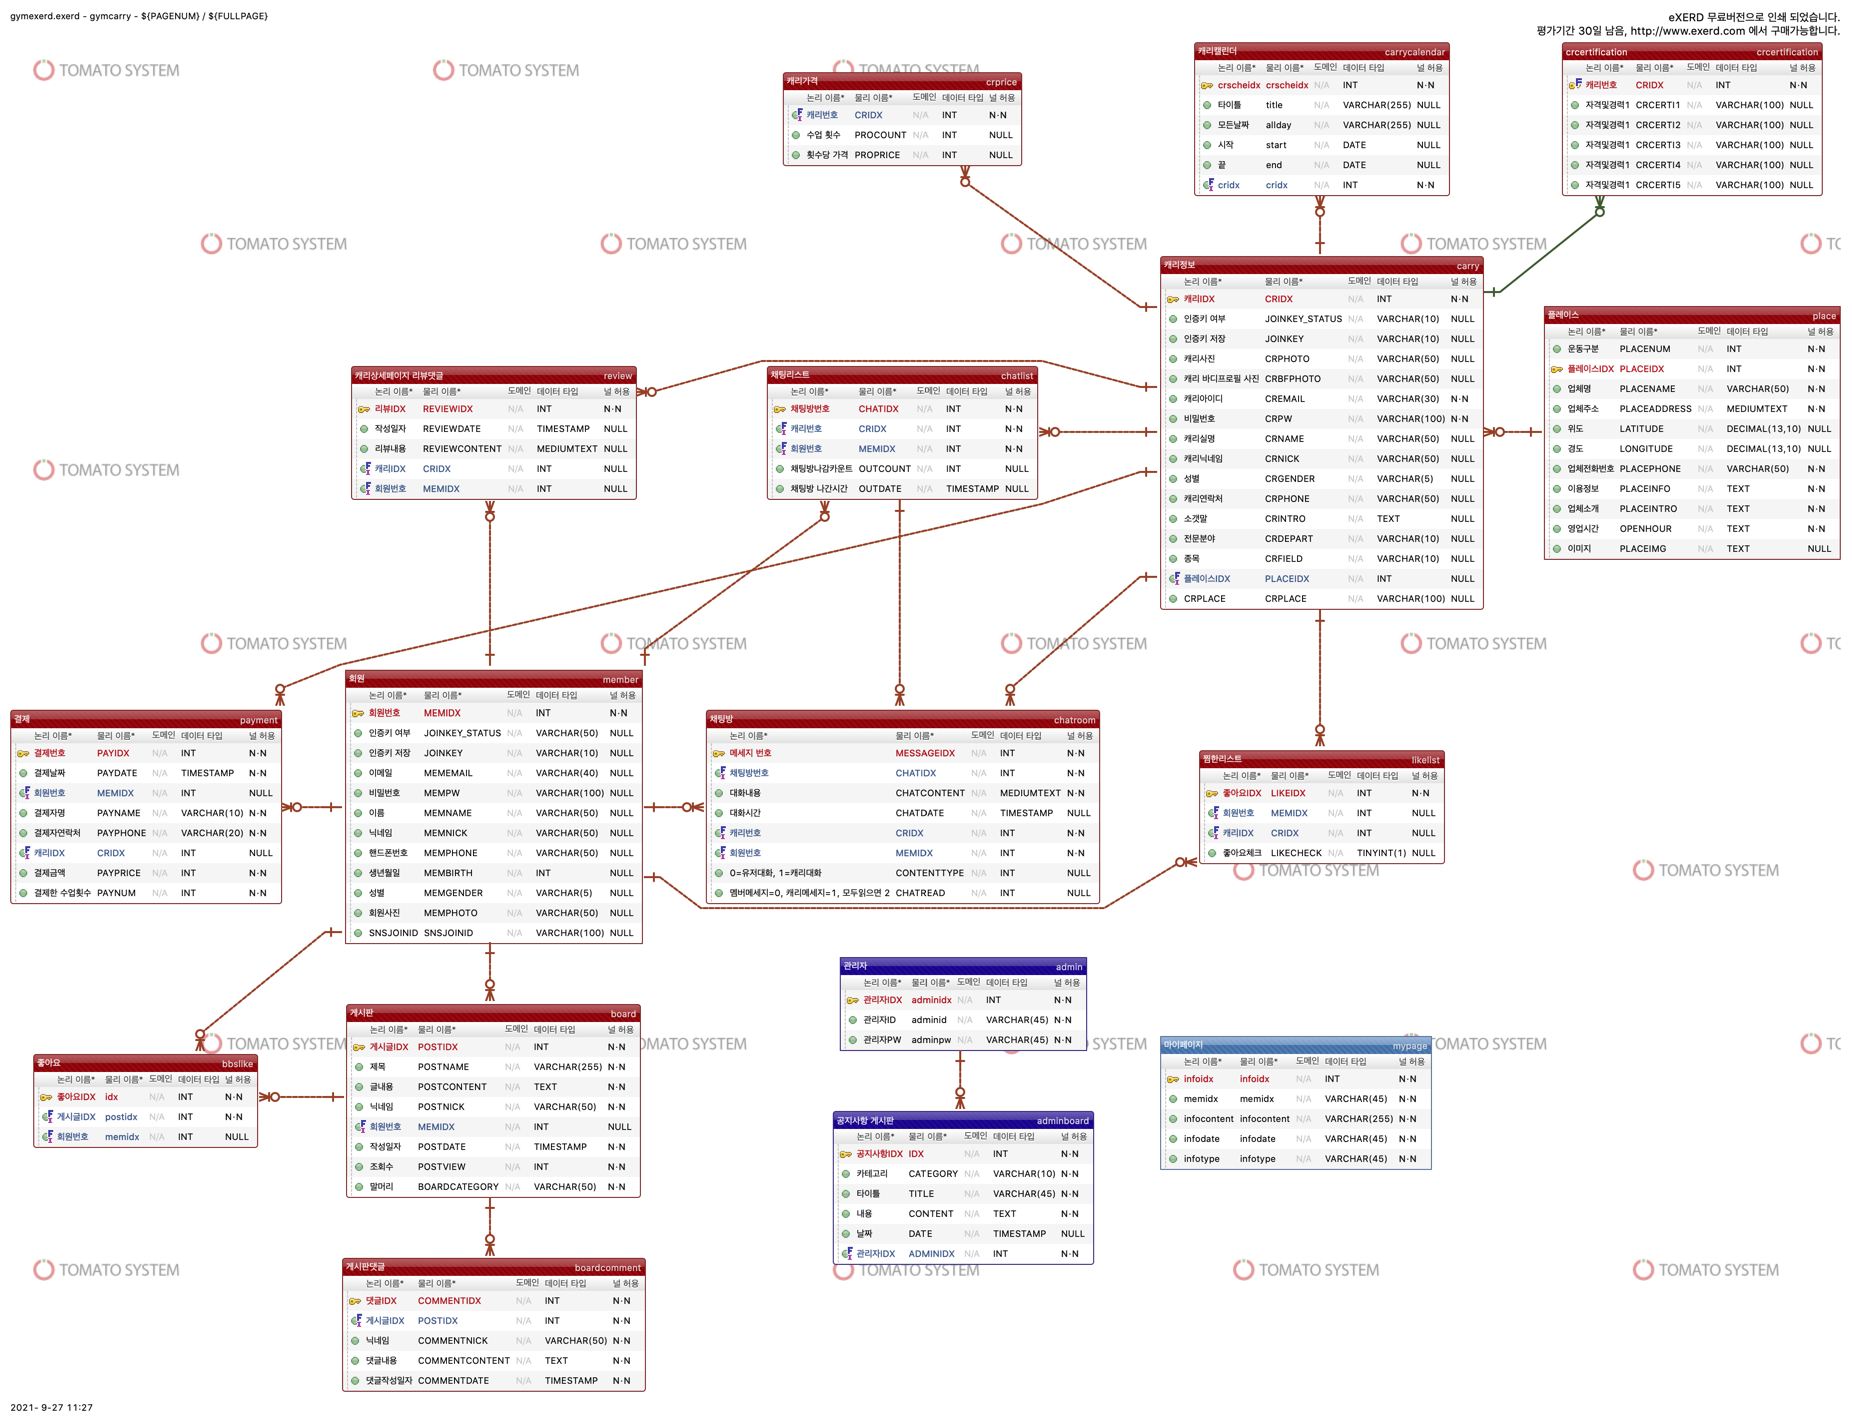 gymexerd.exerd - gymcarry - ${PAGENUM} / ${FULLPAGE}
eXERD 무료버전으로 인쇄 되었습니다.
평가기간 30일 남음, http://www.exerd.com 에서 구매가능합니다.
캐리가격 crprice
논리 이름* 물리 이름* 도메인 데이터 타입 널 허용
캐리번호 CRIDX N/A INT N·N
수업 횟수 PROCOUNT N/A INT NULL
횟수당 가격 PROPRICE N/A INT NULL
캐리캘린더 carrycalendar
논리 이름* 물리 이름* 도메인 데이터 타입 널 허용
crscheidx crscheidx N/A INT N·N
타이틀 title N/A VARCHAR(255) NULL
모든날짜 allday N/A VARCHAR(255) NULL
시작 start N/A DATE NULL
끝 end N/A DATE NULL
cridx cridx N/A INT N·N
crcertification crcertification
논리 이름* 물리 이름* 도메인 데이터 타입 널 허용
캐리번호 CRIDX N/A INT N·N
자격및경력1 CRCERTI1 N/A VARCHAR(100) NULL
자격및경력1 CRCERTI2 N/A VARCHAR(100) NULL
자격및경력1 CRCERTI3 N/A VARCHAR(100) NULL
자격및경력1 CRCERTI4 N/A VARCHAR(100) NULL
자격및경력1 CRCERTI5 N/A VARCHAR(100) NULL
캐리정보 carry
논리 이름* 물리 이름* 도메인 데이터 타입 널 허용
캐리IDX CRIDX N/A INT N·N
인증키 여부 JOINKEY_STATUS N/A VARCHAR(10) NULL
인증키 저장 JOINKEY N/A VARCHAR(10) NULL
캐리사진 CRPHOTO N/A VARCHAR(50) NULL
캐리 바디프로필 사진 CRBFPHOTO N/A VARCHAR(50) NULL
캐리아이디 CREMAIL N/A VARCHAR(30) N·N
비밀번호 CRPW N/A VARCHAR(100) N·N
캐리실명 CRNAME N/A VARCHAR(50) NULL
캐리닉네임 CRNICK N/A VARCHAR(50) NULL
성별 CRGENDER N/A VARCHAR(5) NULL
캐리연락처 CRPHONE N/A VARCHAR(50) NULL
소갯말 CRINTRO N/A TEXT NULL
전문분야 CRDEPART N/A VARCHAR(10) NULL
종목 CRFIELD N/A VARCHAR(10) NULL
플레이스IDX PLACEIDX N/A INT NULL
CRPLACE CRPLACE N/A VARCHAR(100) NULL
플레이스 place
논리 이름* 물리 이름* 도메인 데이터 타입 널 허용
운동구분 PLACENUM N/A INT N·N
플레이스IDX PLACEIDX N/A INT N·N
업체명 PLACENAME N/A VARCHAR(50) N·N
업체주소 PLACEADDRESS N/A MEDIUMTEXT N·N
위도 LATITUDE N/A DECIMAL(13,10) NULL
경도 LONGITUDE N/A DECIMAL(13,10) NULL
업체전화번호 PLACEPHONE N/A VARCHAR(50) N·N
이용정보 PLACEINFO N/A TEXT N·N
업체소개 PLACEINTRO N/A TEXT N·N
영업시간 OPENHOUR N/A TEXT N·N
이미지 PLACEIMG N/A TEXT NULL
캐리상세페이지 리뷰댓글 review
논리 이름* 물리 이름* 도메인 데이터 타입 널 허용
리뷰IDX REVIEWIDX N/A INT N·N
작성일자 REVIEWDATE N/A TIMESTAMP NULL
리뷰내용 REVIEWCONTENT N/A MEDIUMTEXT NULL
캐리IDX CRIDX N/A INT NULL
회원번호 MEMIDX N/A INT NULL
채팅리스트 chatlist
논리 이름* 물리 이름* 도메인 데이터 타입 널 허용
채팅방번호 CHATIDX N/A INT N·N
캐리번호 CRIDX N/A INT N·N
회원번호 MEMIDX N/A INT N·N
채팅방나감카운트 OUTCOUNT N/A INT NULL
채팅방 나간시간 OUTDATE N/A TIMESTAMP NULL
결제 payment
논리 이름* 물리 이름* 도메인 데이터 타입 널 허용
결제번호 PAYIDX N/A INT N·N
결제날짜 PAYDATE N/A TIMESTAMP N·N
회원번호 MEMIDX N/A INT NULL
결제자명 PAYNAME N/A VARCHAR(10) N·N
결제자연락처 PAYPHONE N/A VARCHAR(20) N·N
캐리IDX CRIDX N/A INT NULL
결제금액 PAYPRICE N/A INT N·N
결제한 수업횟수 PAYNUM N/A INT N·N
회원 member
논리 이름* 물리 이름* 도메인 데이터 타입 널 허용
회원번호 MEMIDX N/A INT N·N
인증키 여부 JOINKEY_STATUS N/A VARCHAR(50) NULL
인증키 저장 JOINKEY N/A VARCHAR(10) NULL
이메일 MEMEMAIL N/A VARCHAR(40) NULL
비밀번호 MEMPW N/A VARCHAR(100) NULL
이름 MEMNAME N/A VARCHAR(50) NULL
닉네임 MEMNICK N/A VARCHAR(50) NULL
핸드폰번호 MEMPHONE N/A VARCHAR(50) NULL
생년월일 MEMBIRTH N/A INT NULL
성별 MEMGENDER N/A VARCHAR(5) NULL
회원사진 MEMPHOTO N/A VARCHAR(50) NULL
SNSJOINID SNSJOINID N/A VARCHAR(100) NULL
채팅방 chatroom
논리 이름* 물리 이름* 도메인 데이터 타입 널 허용
메세지 번호 MESSAGEIDX N/A INT N·N
채팅방번호 CHATIDX N/A INT N·N
대화내용 CHATCONTENT N/A MEDIUMTEXT N·N
대화시간 CHATDATE N/A TIMESTAMP NULL
캐리번호 CRIDX N/A INT N·N
회원번호 MEMIDX N/A INT N·N
0=유저대화, 1=캐리대화 CONTENTTYPE N/A INT NULL
멤버메세지=0, 캐리메세지=1, 모두읽으면 2 CHATREAD N/A INT NULL
찜한리스트 likelist
논리 이름* 물리 이름* 도메인 데이터 타입 널 허용
좋아요IDX LIKEIDX N/A INT N·N
회원번호 MEMIDX N/A INT NULL
캐리IDX CRIDX N/A INT NULL
좋아요체크 LIKECHECK N/A TINYINT(1) NULL
좋아요 bbslike
논리 이름* 물리 이름* 도메인 데이터 타입 널 허용
좋아요IDX idx N/A INT N·N
게시글IDX postidx N/A INT N·N
회원번호 memidx N/A INT NULL
게시판 board
논리 이름* 물리 이름* 도메인 데이터 타입 널 허용
게시글IDX POSTIDX N/A INT N·N
제목 POSTNAME N/A VARCHAR(255) N·N
글내용 POSTCONTENT N/A TEXT N·N
닉네임 POSTNICK N/A VARCHAR(50) N·N
회원번호 MEMIDX N/A INT NULL
작성일자 POSTDATE N/A TIMESTAMP N·N
조회수 POSTVIEW N/A INT N·N
말머리 BOARDCATEGORY N/A VARCHAR(50) N·N
관리자 admin
논리 이름* 물리 이름* 도메인 데이터 타입 널 허용
관리자IDX adminidx N/A INT N·N
관리자ID adminid N/A VARCHAR(45) N·N
관리자PW adminpw N/A VARCHAR(45) N·N
마이페이지 mypage
논리 이름* 물리 이름* 도메인 데이터 타입 널 허용
infoidx infoidx N/A INT N·N
memidx memidx N/A VARCHAR(45) N·N
infocontent infocontent N/A VARCHAR(255) N·N
infodate infodate N/A VARCHAR(45) N·N
infotype infotype N/A VARCHAR(45) N·N
공지사항 게시판 adminboard
논리 이름* 물리 이름* 도메인 데이터 타입 널 허용
공지사항IDX IDX N/A INT N·N
카테고리 CATEGORY N/A VARCHAR(10) N·N
타이틀 TITLE N/A VARCHAR(45) N·N
내용 CONTENT N/A TEXT N·N
날짜 DATE N/A TIMESTAMP NULL
관리자IDX ADMINIDX N/A INT N·N
게시판댓글 boardcomment
논리 이름* 물리 이름* 도메인 데이터 타입 널 허용
댓글IDX COMMENTIDX N/A INT N·N
게시글IDX POSTIDX N/A INT N·N
닉네임 COMMENTNICK N/A VARCHAR(50) N·N
댓글내용 COMMENTCONTENT N/A TEXT N·N
댓글작성일자 COMMENTDATE N/A TIMESTAMP N·N
TOMATO SYSTEM
2021- 9-27 11:27